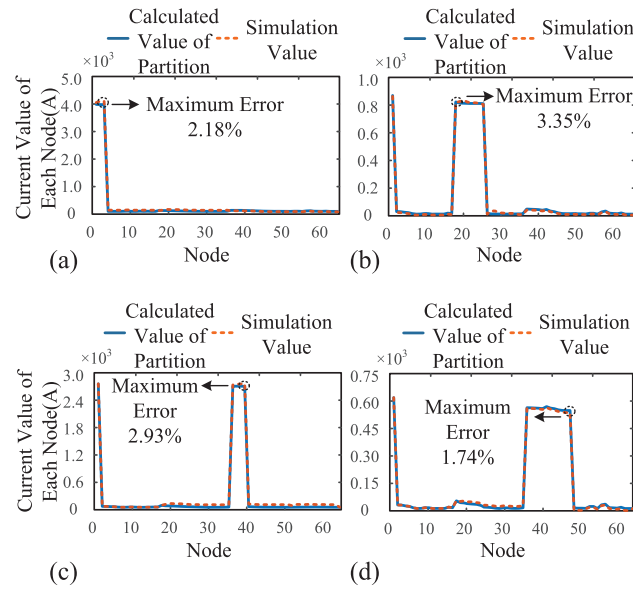 Calculated Value of Partition
Simulation Value
×10³
5.0
4.0
3.0
2.0
1.0
0
Current Value of Each Node(A)
Maximum Error
2.18%
0 10 20 30 40 50 60
Node
(a)
Calculated Value of Partition
Simulation Value
×10³
1.0
0.8
0.6
0.4
0.2
0
Maximum Error
3.35%
0 10 20 30 40 50 60
Node
(b)
Calculated Value of Partition
Simulation Value
×10³
3.0
2.4
1.8
1.2
0.6
0
Current Value of Each Node(A)
Maximum
Error
2.93%
0 10 20 30 40 50 60
Node
(c)
Calculated Value of Partition
Simulation Value
×10³
0.75
0.60
0.45
0.30
0.15
0
Maximum
Error
1.74%
0 10 20 30 40 50 60
Node
(d)